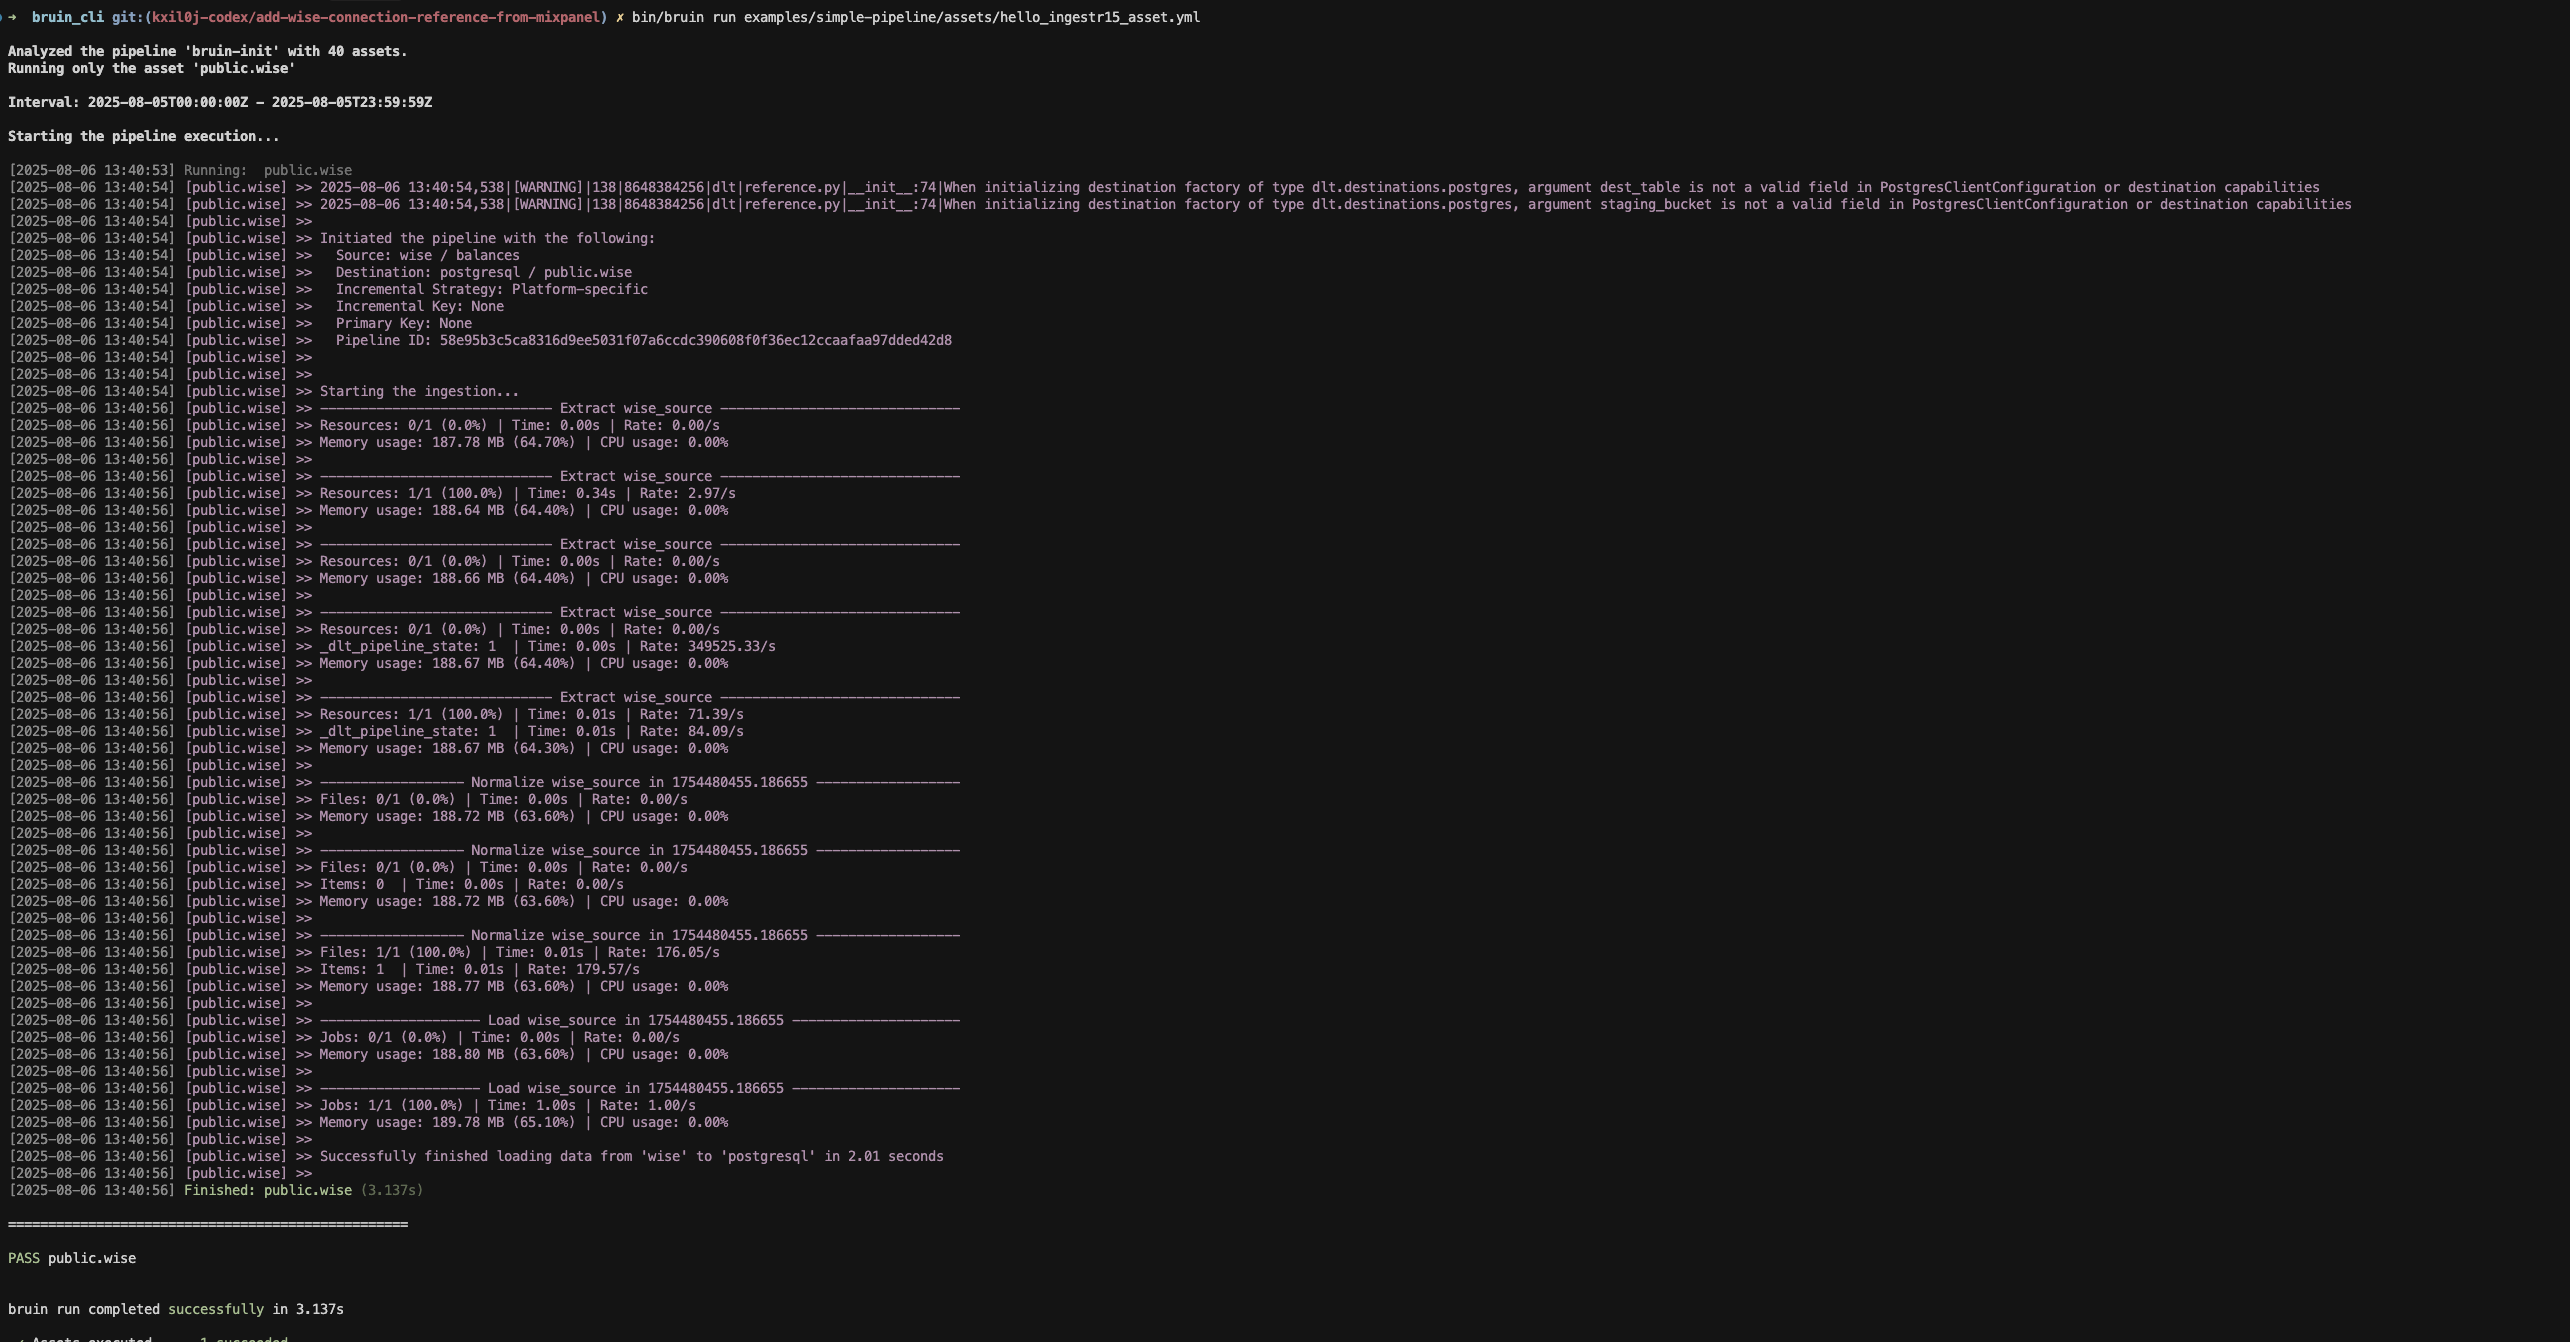 ➜  bruin_cli git:(kxil0j-codex/add-wise-connection-reference-from-mixpanel) ✗ bin/bruin run examples/simple-pipeline/assets/hello_ingestr15_asset.yml
Analyzed the pipeline 'bruin-init' with 40 assets.
Running only the asset 'public.wise'
Interval: 2025-08-05T00:00:00Z - 2025-08-05T23:59:59Z
Starting the pipeline execution...
[2025-08-06 13:40:53] Running:  public.wise
[2025-08-06 13:40:54] [public.wise] >> 2025-08-06 13:40:54,538|[WARNING]|138|8648384256|dlt|reference.py|__init__:74|When initializing destination factory of type dlt.destinations.postgres, argument dest_table is not a valid field in PostgresClientConfiguration or destination capabilities
[2025-08-06 13:40:54] [public.wise] >> 2025-08-06 13:40:54,538|[WARNING]|138|8648384256|dlt|reference.py|__init__:74|When initializing destination factory of type dlt.destinations.postgres, argument staging_bucket is not a valid field in PostgresClientConfiguration or destination capabilities
[2025-08-06 13:40:54] [public.wise] >>
[2025-08-06 13:40:54] [public.wise] >> Initiated the pipeline with the following:
[2025-08-06 13:40:54] [public.wise] >>   Source: wise / balances
[2025-08-06 13:40:54] [public.wise] >>   Destination: postgresql / public.wise
[2025-08-06 13:40:54] [public.wise] >>   Incremental Strategy: Platform-specific
[2025-08-06 13:40:54] [public.wise] >>   Incremental Key: None
[2025-08-06 13:40:54] [public.wise] >>   Primary Key: None
[2025-08-06 13:40:54] [public.wise] >>   Pipeline ID: 58e95b3c5ca8316d9ee5031f07a6ccdc390608f0f36ec12ccaafaa97dded42d8
[2025-08-06 13:40:54] [public.wise] >>
[2025-08-06 13:40:54] [public.wise] >>
[2025-08-06 13:40:54] [public.wise] >> Starting the ingestion...
[2025-08-06 13:40:56] [public.wise] >> ----------------------------- Extract wise_source ------------------------------
[2025-08-06 13:40:56] [public.wise] >> Resources: 0/1 (0.0%) | Time: 0.00s | Rate: 0.00/s
[2025-08-06 13:40:56] [public.wise] >> Memory usage: 187.78 MB (64.70%) | CPU usage: 0.00%
[2025-08-06 13:40:56] [public.wise] >>
[2025-08-06 13:40:56] [public.wise] >> ----------------------------- Extract wise_source ------------------------------
[2025-08-06 13:40:56] [public.wise] >> Resources: 1/1 (100.0%) | Time: 0.34s | Rate: 2.97/s
[2025-08-06 13:40:56] [public.wise] >> Memory usage: 188.64 MB (64.40%) | CPU usage: 0.00%
[2025-08-06 13:40:56] [public.wise] >>
[2025-08-06 13:40:56] [public.wise] >> ----------------------------- Extract wise_source ------------------------------
[2025-08-06 13:40:56] [public.wise] >> Resources: 0/1 (0.0%) | Time: 0.00s | Rate: 0.00/s
[2025-08-06 13:40:56] [public.wise] >> Memory usage: 188.66 MB (64.40%) | CPU usage: 0.00%
[2025-08-06 13:40:56] [public.wise] >>
[2025-08-06 13:40:56] [public.wise] >> ----------------------------- Extract wise_source ------------------------------
[2025-08-06 13:40:56] [public.wise] >> Resources: 0/1 (0.0%) | Time: 0.00s | Rate: 0.00/s
[2025-08-06 13:40:56] [public.wise] >> _dlt_pipeline_state: 1  | Time: 0.00s | Rate: 349525.33/s
[2025-08-06 13:40:56] [public.wise] >> Memory usage: 188.67 MB (64.40%) | CPU usage: 0.00%
[2025-08-06 13:40:56] [public.wise] >>
[2025-08-06 13:40:56] [public.wise] >> ----------------------------- Extract wise_source ------------------------------
[2025-08-06 13:40:56] [public.wise] >> Resources: 1/1 (100.0%) | Time: 0.01s | Rate: 71.39/s
[2025-08-06 13:40:56] [public.wise] >> _dlt_pipeline_state: 1  | Time: 0.01s | Rate: 84.09/s
[2025-08-06 13:40:56] [public.wise] >> Memory usage: 188.67 MB (64.30%) | CPU usage: 0.00%
[2025-08-06 13:40:56] [public.wise] >>
[2025-08-06 13:40:56] [public.wise] >> ------------------ Normalize wise_source in 1754480455.186655 ------------------
[2025-08-06 13:40:56] [public.wise] >> Files: 0/1 (0.0%) | Time: 0.00s | Rate: 0.00/s
[2025-08-06 13:40:56] [public.wise] >> Memory usage: 188.72 MB (63.60%) | CPU usage: 0.00%
[2025-08-06 13:40:56] [public.wise] >>
[2025-08-06 13:40:56] [public.wise] >> ------------------ Normalize wise_source in 1754480455.186655 ------------------
[2025-08-06 13:40:56] [public.wise] >> Files: 0/1 (0.0%) | Time: 0.00s | Rate: 0.00/s
[2025-08-06 13:40:56] [public.wise] >> Items: 0  | Time: 0.00s | Rate: 0.00/s
[2025-08-06 13:40:56] [public.wise] >> Memory usage: 188.72 MB (63.60%) | CPU usage: 0.00%
[2025-08-06 13:40:56] [public.wise] >>
[2025-08-06 13:40:56] [public.wise] >> ------------------ Normalize wise_source in 1754480455.186655 ------------------
[2025-08-06 13:40:56] [public.wise] >> Files: 1/1 (100.0%) | Time: 0.01s | Rate: 176.05/s
[2025-08-06 13:40:56] [public.wise] >> Items: 1  | Time: 0.01s | Rate: 179.57/s
[2025-08-06 13:40:56] [public.wise] >> Memory usage: 188.77 MB (63.60%) | CPU usage: 0.00%
[2025-08-06 13:40:56] [public.wise] >>
[2025-08-06 13:40:56] [public.wise] >> -------------------- Load wise_source in 1754480455.186655 ---------------------
[2025-08-06 13:40:56] [public.wise] >> Jobs: 0/1 (0.0%) | Time: 0.00s | Rate: 0.00/s
[2025-08-06 13:40:56] [public.wise] >> Memory usage: 188.80 MB (63.60%) | CPU usage: 0.00%
[2025-08-06 13:40:56] [public.wise] >>
[2025-08-06 13:40:56] [public.wise] >> -------------------- Load wise_source in 1754480455.186655 ---------------------
[2025-08-06 13:40:56] [public.wise] >> Jobs: 1/1 (100.0%) | Time: 1.00s | Rate: 1.00/s
[2025-08-06 13:40:56] [public.wise] >> Memory usage: 189.78 MB (65.10%) | CPU usage: 0.00%
[2025-08-06 13:40:56] [public.wise] >>
[2025-08-06 13:40:56] [public.wise] >> Successfully finished loading data from 'wise' to 'postgresql' in 2.01 seconds
[2025-08-06 13:40:56] [public.wise] >>
[2025-08-06 13:40:56] Finished: public.wise (3.137s)
==================================================
PASS public.wise
bruin run completed successfully in 3.137s
✓ Assets executed      1 succeeded